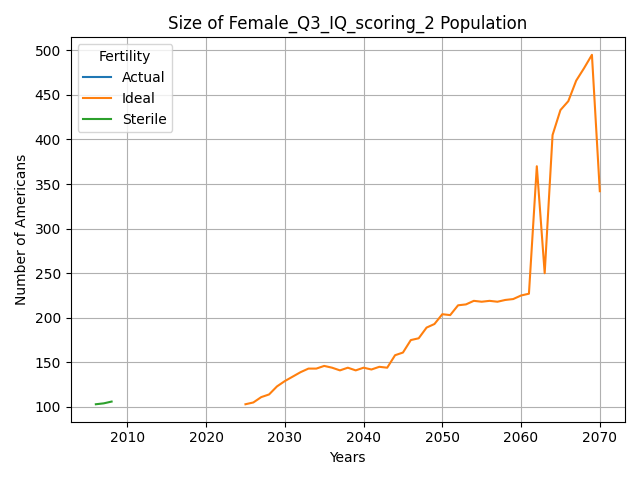 Size of Female_Q3_IQ_scoring_2 Population
Fertility
Actual
Ideal
Sterile
Number of Americans
500
450
400
350
300
250
200
150
100
2010
2020
2030
2040
2050
2060
2070
Years